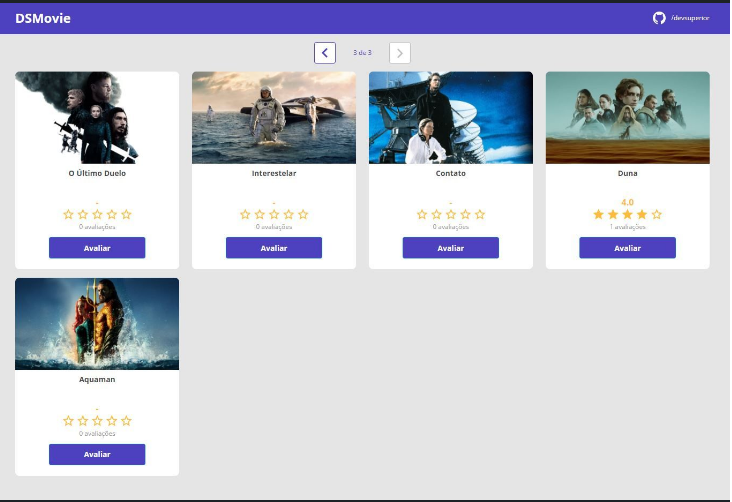 DSMovie
/devsuperior
3 de 3
O Último Duelo
-
0 avaliações
Avaliar
Interestelar
-
0 avaliações
Avaliar
Contato
-
0 avaliações
Avaliar
Duna
4.0
1 avaliações
Avaliar
Aquaman
-
0 avaliações
Avaliar